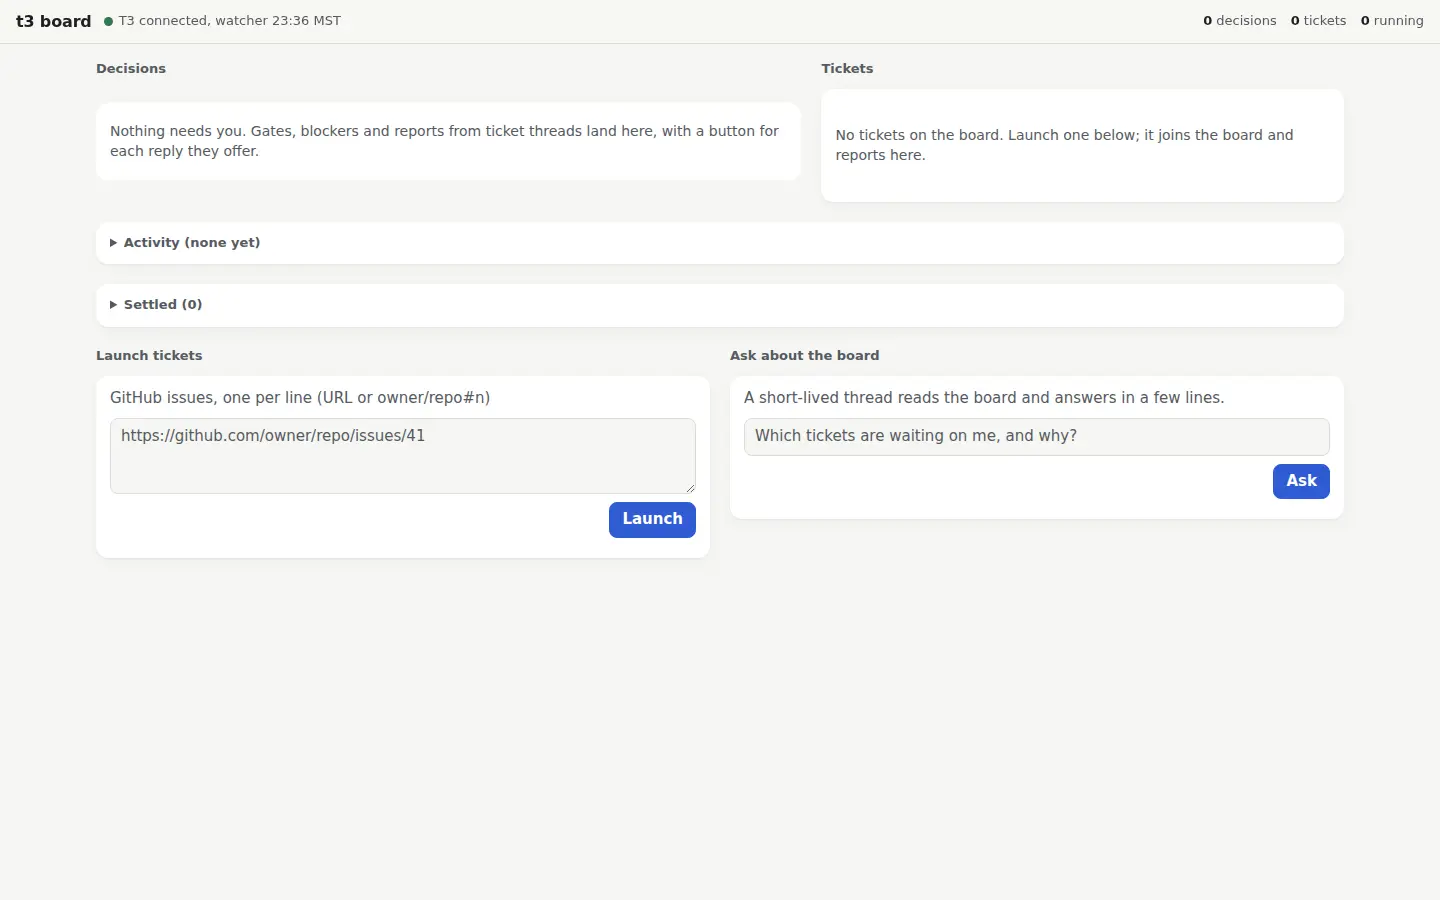 t3 board
T3 connected, watcher 23:36 MST
0 decisions 0 tickets 0 running
Decisions
Nothing needs you. Gates, blockers and reports from ticket threads land here, with a button for
each reply they offer.
Tickets
No tickets on the board. Launch one below; it joins the board and
reports here.
Activity (none yet)
Settled (0)
Launch tickets
GitHub issues, one per line (URL or owner/repo#n)
https://github.com/owner/repo/issues/41
Launch
Ask about the board
A short-lived thread reads the board and answers in a few lines.
Which tickets are waiting on me, and why?
Ask